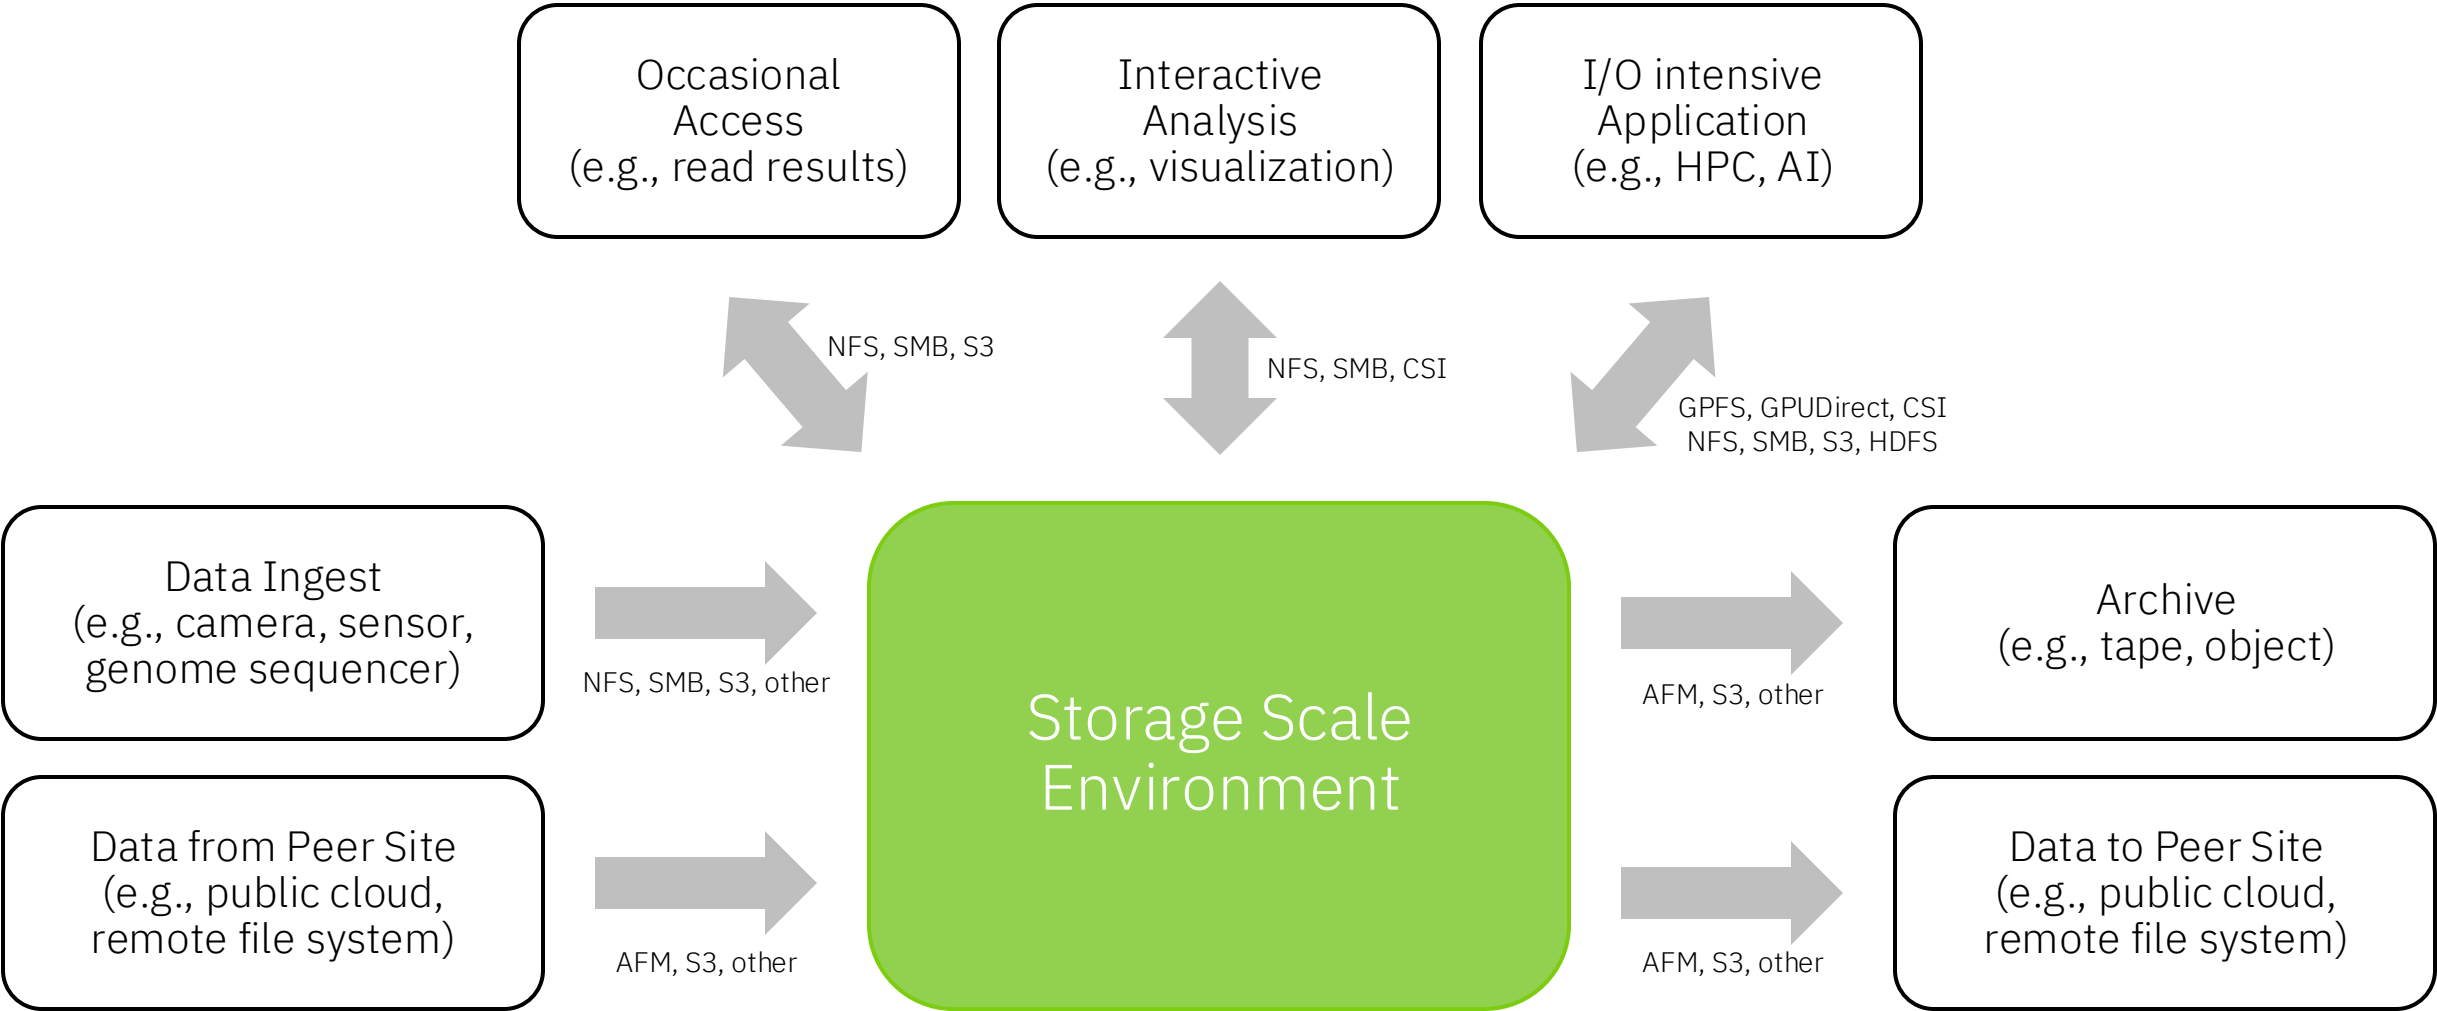 Occasional
Access
(e.g., read results)
Interactive
Analysis
(e.g., visualization)
I/O intensive
Application
(e.g., HPC, AI)
NFS, SMB, S3
NFS, SMB, CSI
GPFS, GPUDirect, CSI
NFS, SMB, S3, HDFS
Data Ingest
(e.g., camera, sensor,
genome sequencer)
NFS, SMB, S3, other
Data from Peer Site
(e.g., public cloud,
remote file system)
AFM, S3, other
Storage Scale
Environment
Archive
(e.g., tape, object)
AFM, S3, other
Data to Peer Site
(e.g., public cloud,
remote file system)
AFM, S3, other